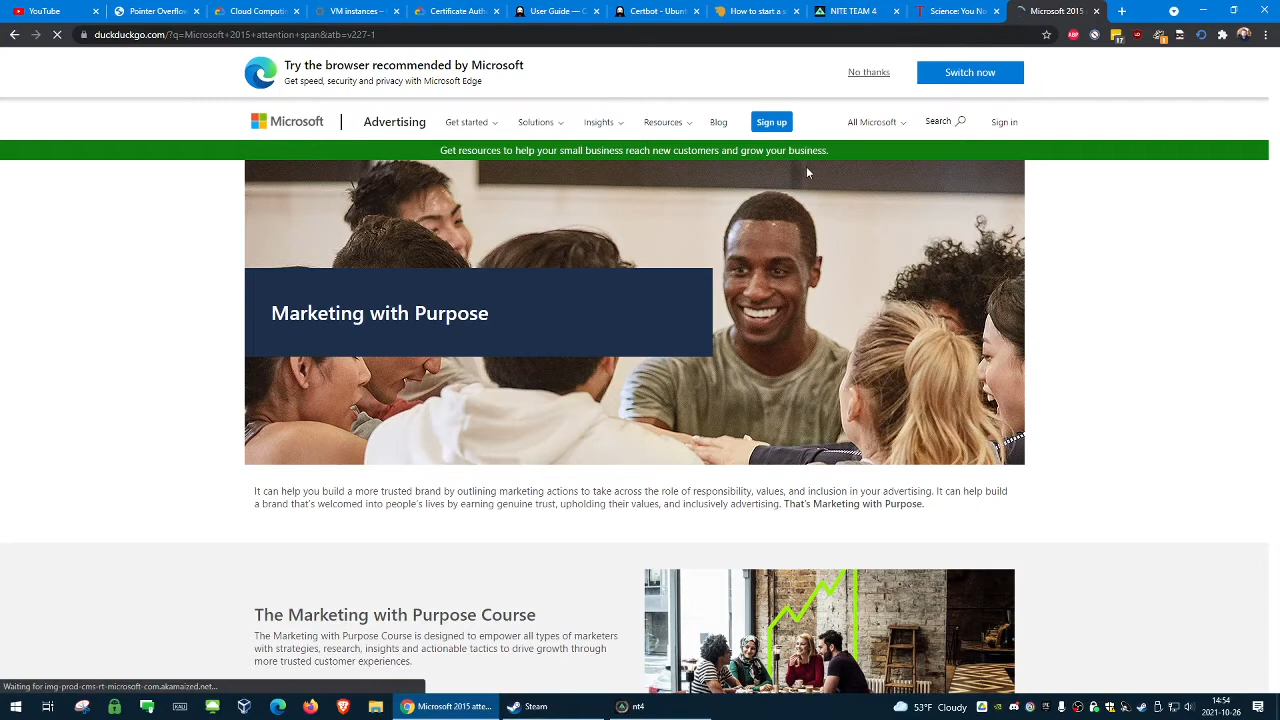 YouTube
Pointer Overflow
Cloud Computin
VM instances –
Certificate Auth
User Guide — C
Certbot - Ubunt
How to start a s
NITE TEAM 4
Science: You No
Microsoft 2015
duckduckgo.com/?q=Microsoft+2015+attention+span&atb=v227-1
Try the browser recommended by Microsoft
Get speed, security and privacy with Microsoft Edge
No thanks
Switch now
Microsoft
Advertising
Get started
Solutions
Insights
Resources
Blog
Sign up
All Microsoft
Search
Sign in
Get resources to help your small business reach new customers and grow your business.
Marketing with Purpose
It can help you build a more trusted brand by outlining marketing actions to take across the role of responsibility, values, and inclusion in your advertising. It can help build
a brand that's welcomed into people's lives by earning genuine trust, upholding their values, and inclusively advertising. That's Marketing with Purpose.
The Marketing with Purpose Course
The Marketing with Purpose Course is designed to empower all types of marketers
with strategies, research, insights and actionable tactics to drive growth through
more trusted customer experiences.
Waiting for img-prod-cms-rt-microsoft-com.akamaized.net...
Microsoft 2015 atte...
Steam
nt4
53°F Cloudy
14:54
2021-10-26